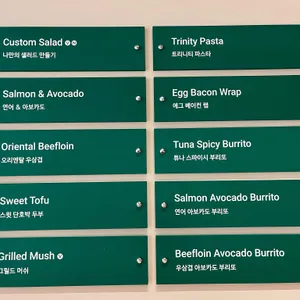 Custom Salad
나만의 샐러드 만들기
Salmon & Avocado
연어 & 아보카도
Oriental Beefloin
오리엔탈 우삼겹
Sweet Tofu
스윗 단호박 두부
Grilled Mush
그릴드 머쉬
Trinity Pasta
트리니티 파스타
Egg Bacon Wrap
에그 베이컨 랩
Tuna Spicy Burrito
튜나 스파이시 부리또
Salmon Avocado Burrito
연어 아보카도 부리또
Beefloin Avocado Burrito
우삼겹 아보카도 부리또